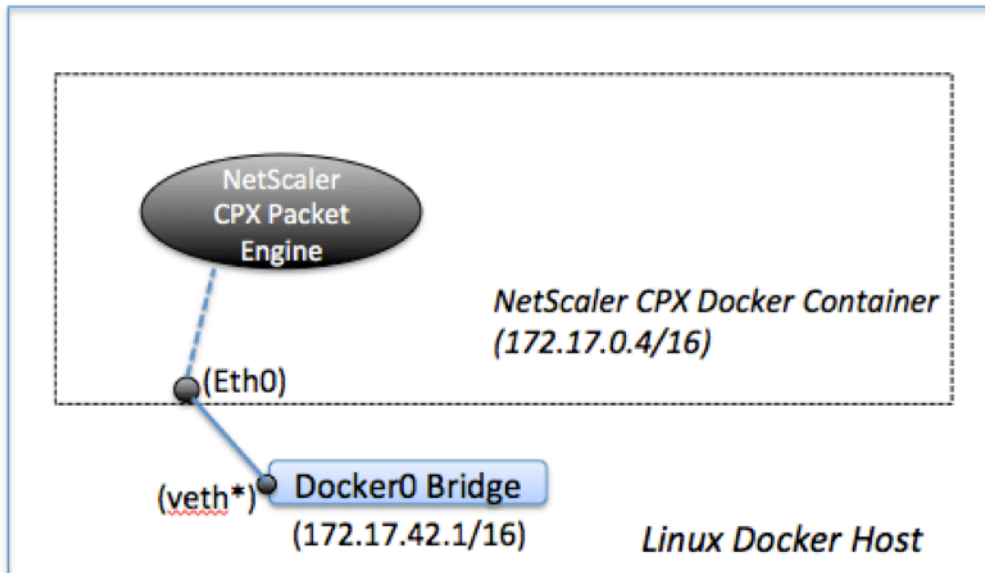 NetScaler
CPX Packet
Engine
NetScaler CPX Docker Container
(172.17.0.4/16)
(Eth0)
(veth*)
Docker0 Bridge
(172.17.42.1/16)
Linux Docker Host